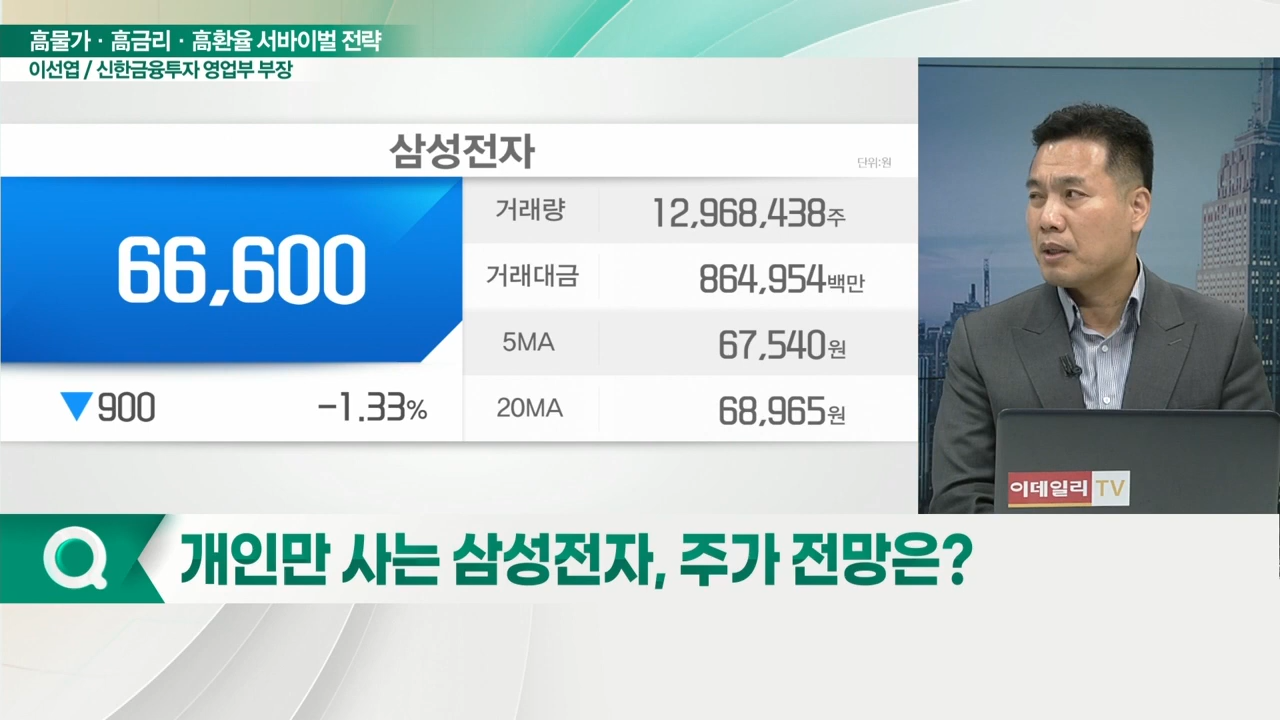 高물가·高금리·高환율 서바이벌 전략
이선엽 / 신한금융투자 영업부 부장
삼성전자
단위:원
66,600
▼900 -1.33%
거래량 12,968,438주
거래대금 864,954백만
5MA 67,540원
20MA 68,965원
이데일리 TV
Q 개인만 사는 삼성전자, 주가 전망은?